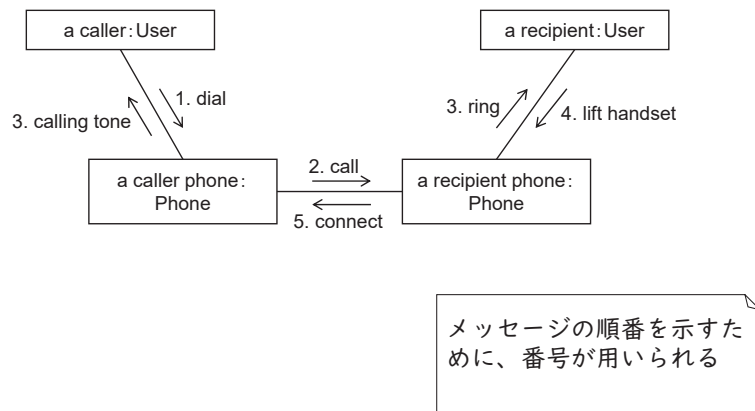 a caller:User
a recipient:User
1. dial
3. calling tone
3. ring
4. lift handset
a caller phone:
Phone
2. call
5. connect
a recipient phone:
Phone
メッセージの順番を示すた
めに、番号が用いられる